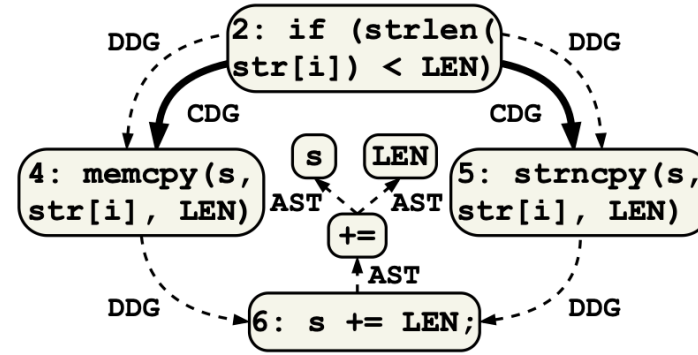 2: if (strlen(
str[i]) < LEN)
DDG
DDG
CDG
CDG
4: memcpy(s,
str[i], LEN)
s
LEN
5: strncpy(s,
str[i], LEN)
AST
AST
+=
AST
DDG
DDG
6: s += LEN;